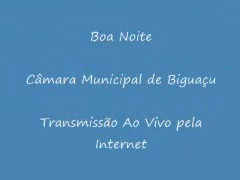 Boa Noite
Câmara Municipal de Biguaçu
Transmissão Ao Vivo pela
Internet